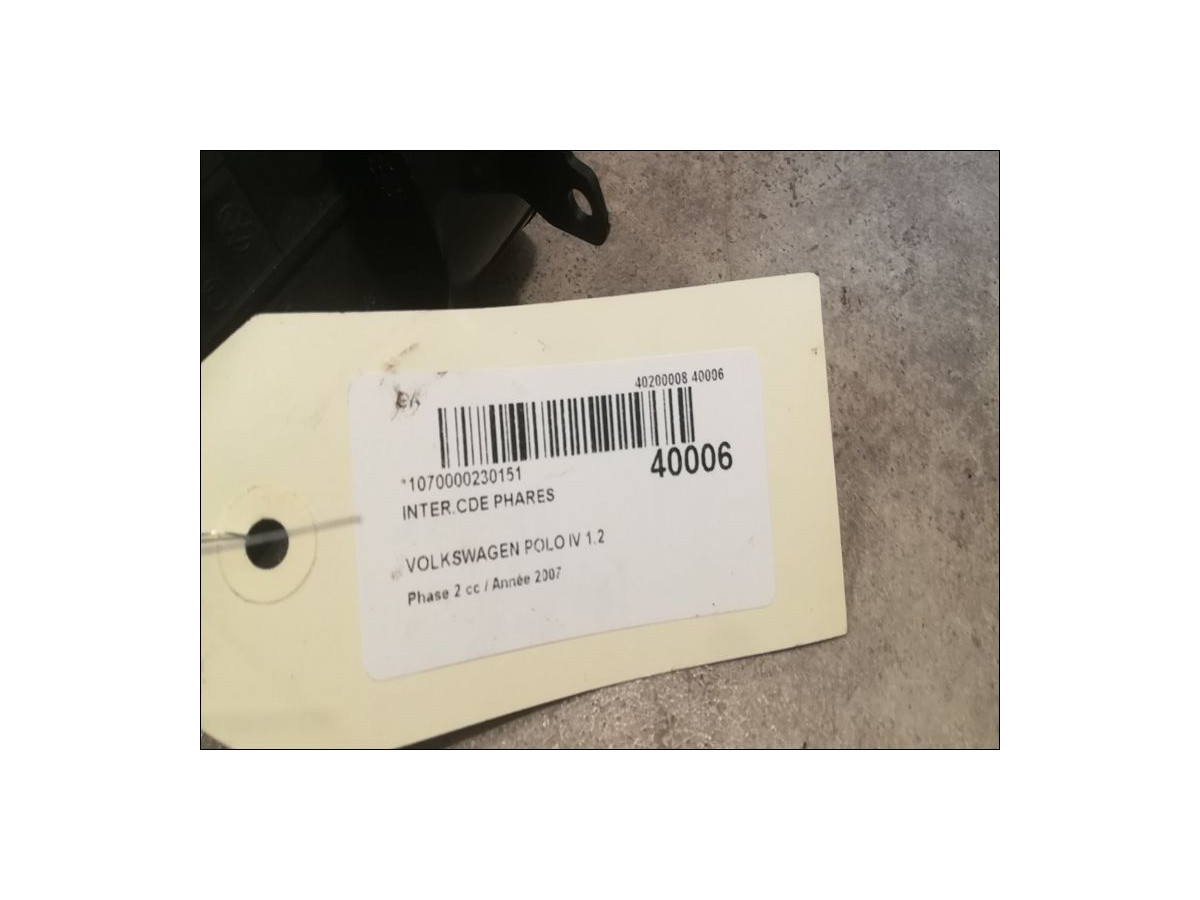 40200008 40006
*1070000230151
40006
INTER.CDE PHARES
VOLKSWAGEN POLO IV 1.2
Phase 2 cc / Année 2007